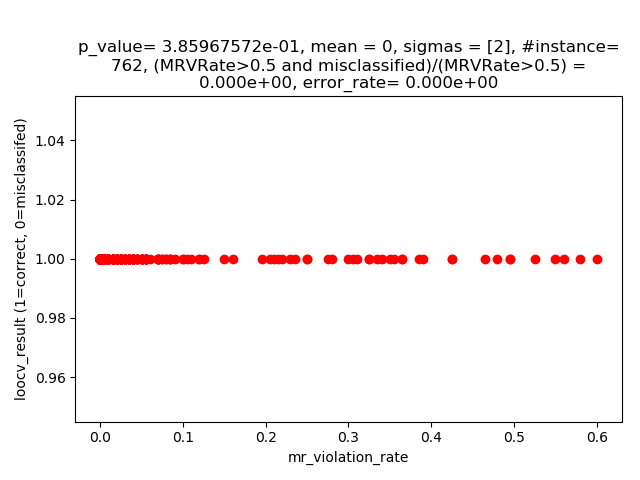 p_value= 3.85967572e-01, mean = 0, sigmas = [2], #instance=
762, (MRVRate>0.5 and misclassified)/(MRVRate>0.5) =
0.000e+00, error_rate= 0.000e+00
loocv_result (1=correct, 0=misclassifed)
1.04
1.02
1.00
0.98
0.96
0.0 0.1 0.2 0.3 0.4 0.5 0.6
mr_violation_rate